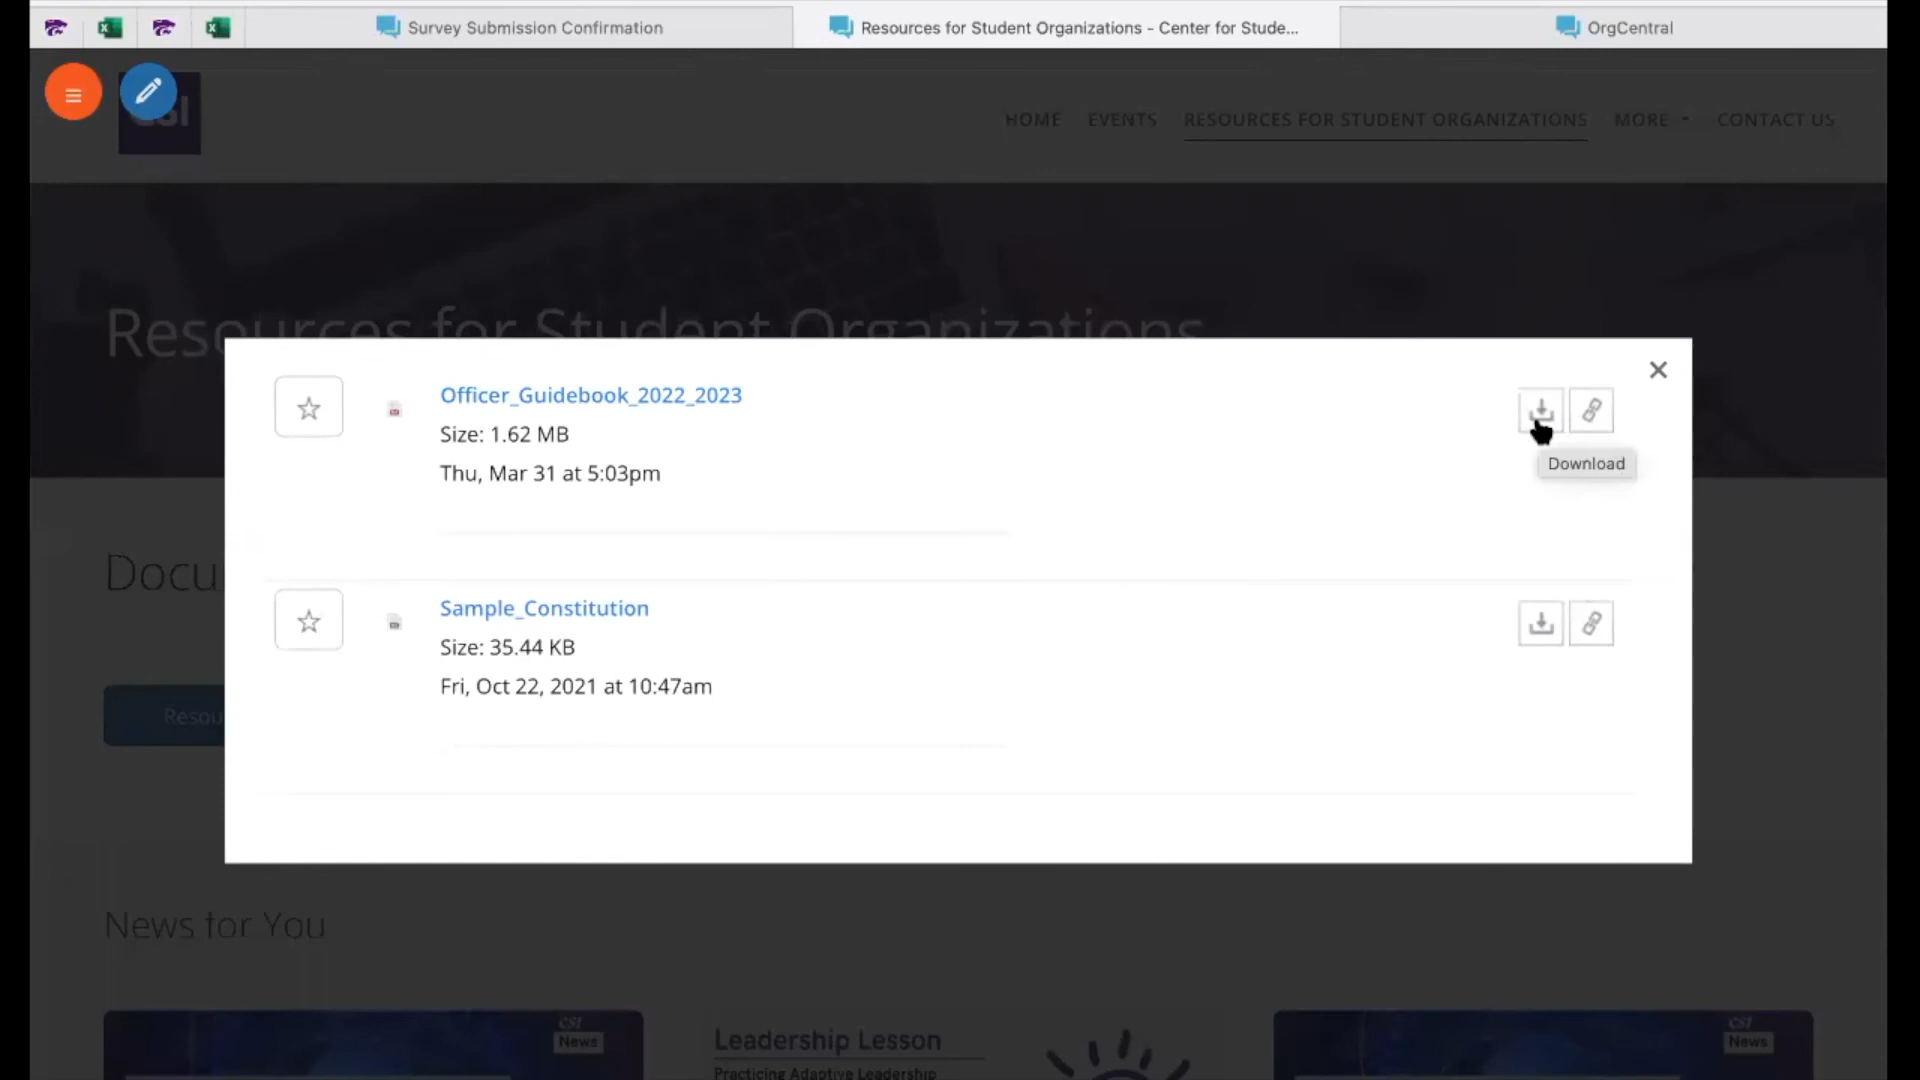 Survey Submission Confirmation
Resources for Student Organizations - Center for Stude...
OrgCentral
CSI
HOME EVENTS RESOURCES FOR STUDENT ORGANIZATIONS MORE CONTACT US
Resources for Student Organizations
Officer_Guidebook_2022_2023
Size: 1.62 MB
Thu, Mar 31 at 5:03pm
Download
Docu
Sample_Constitution
Size: 35.44 KB
Fri, Oct 22, 2021 at 10:47am
Resou
News for You
CSI
News
Leadership Lesson
Practicing Adaptive Leadership
CSI
News